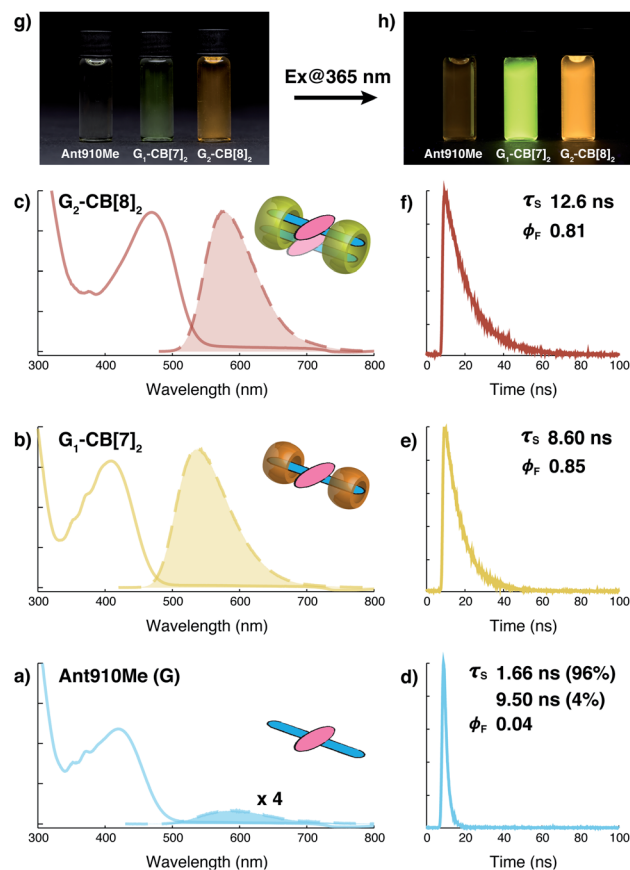 g)
Ant910Me
G₁-CB[7]₂
G₂-CB[8]₂
Ex@365 nm
h)
Ant910Me
G₁-CB[7]₂
G₂-CB[8]₂
c)
G₂-CB[8]₂
300 400 500 600 700 800
Wavelength (nm)
f)
τS 12.6 ns
ϕF 0.81
0 20 40 60 80 100
Time (ns)
b)
G₁-CB[7]₂
300 400 500 600 700 800
Wavelength (nm)
e)
τS 8.60 ns
ϕF 0.85
0 20 40 60 80 100
Time (ns)
a)
Ant910Me (G)
x 4
300 400 500 600 700 800
Wavelength (nm)
d)
τS 1.66 ns (96%)
9.50 ns (4%)
ϕF 0.04
0 20 40 60 80 100
Time (ns)